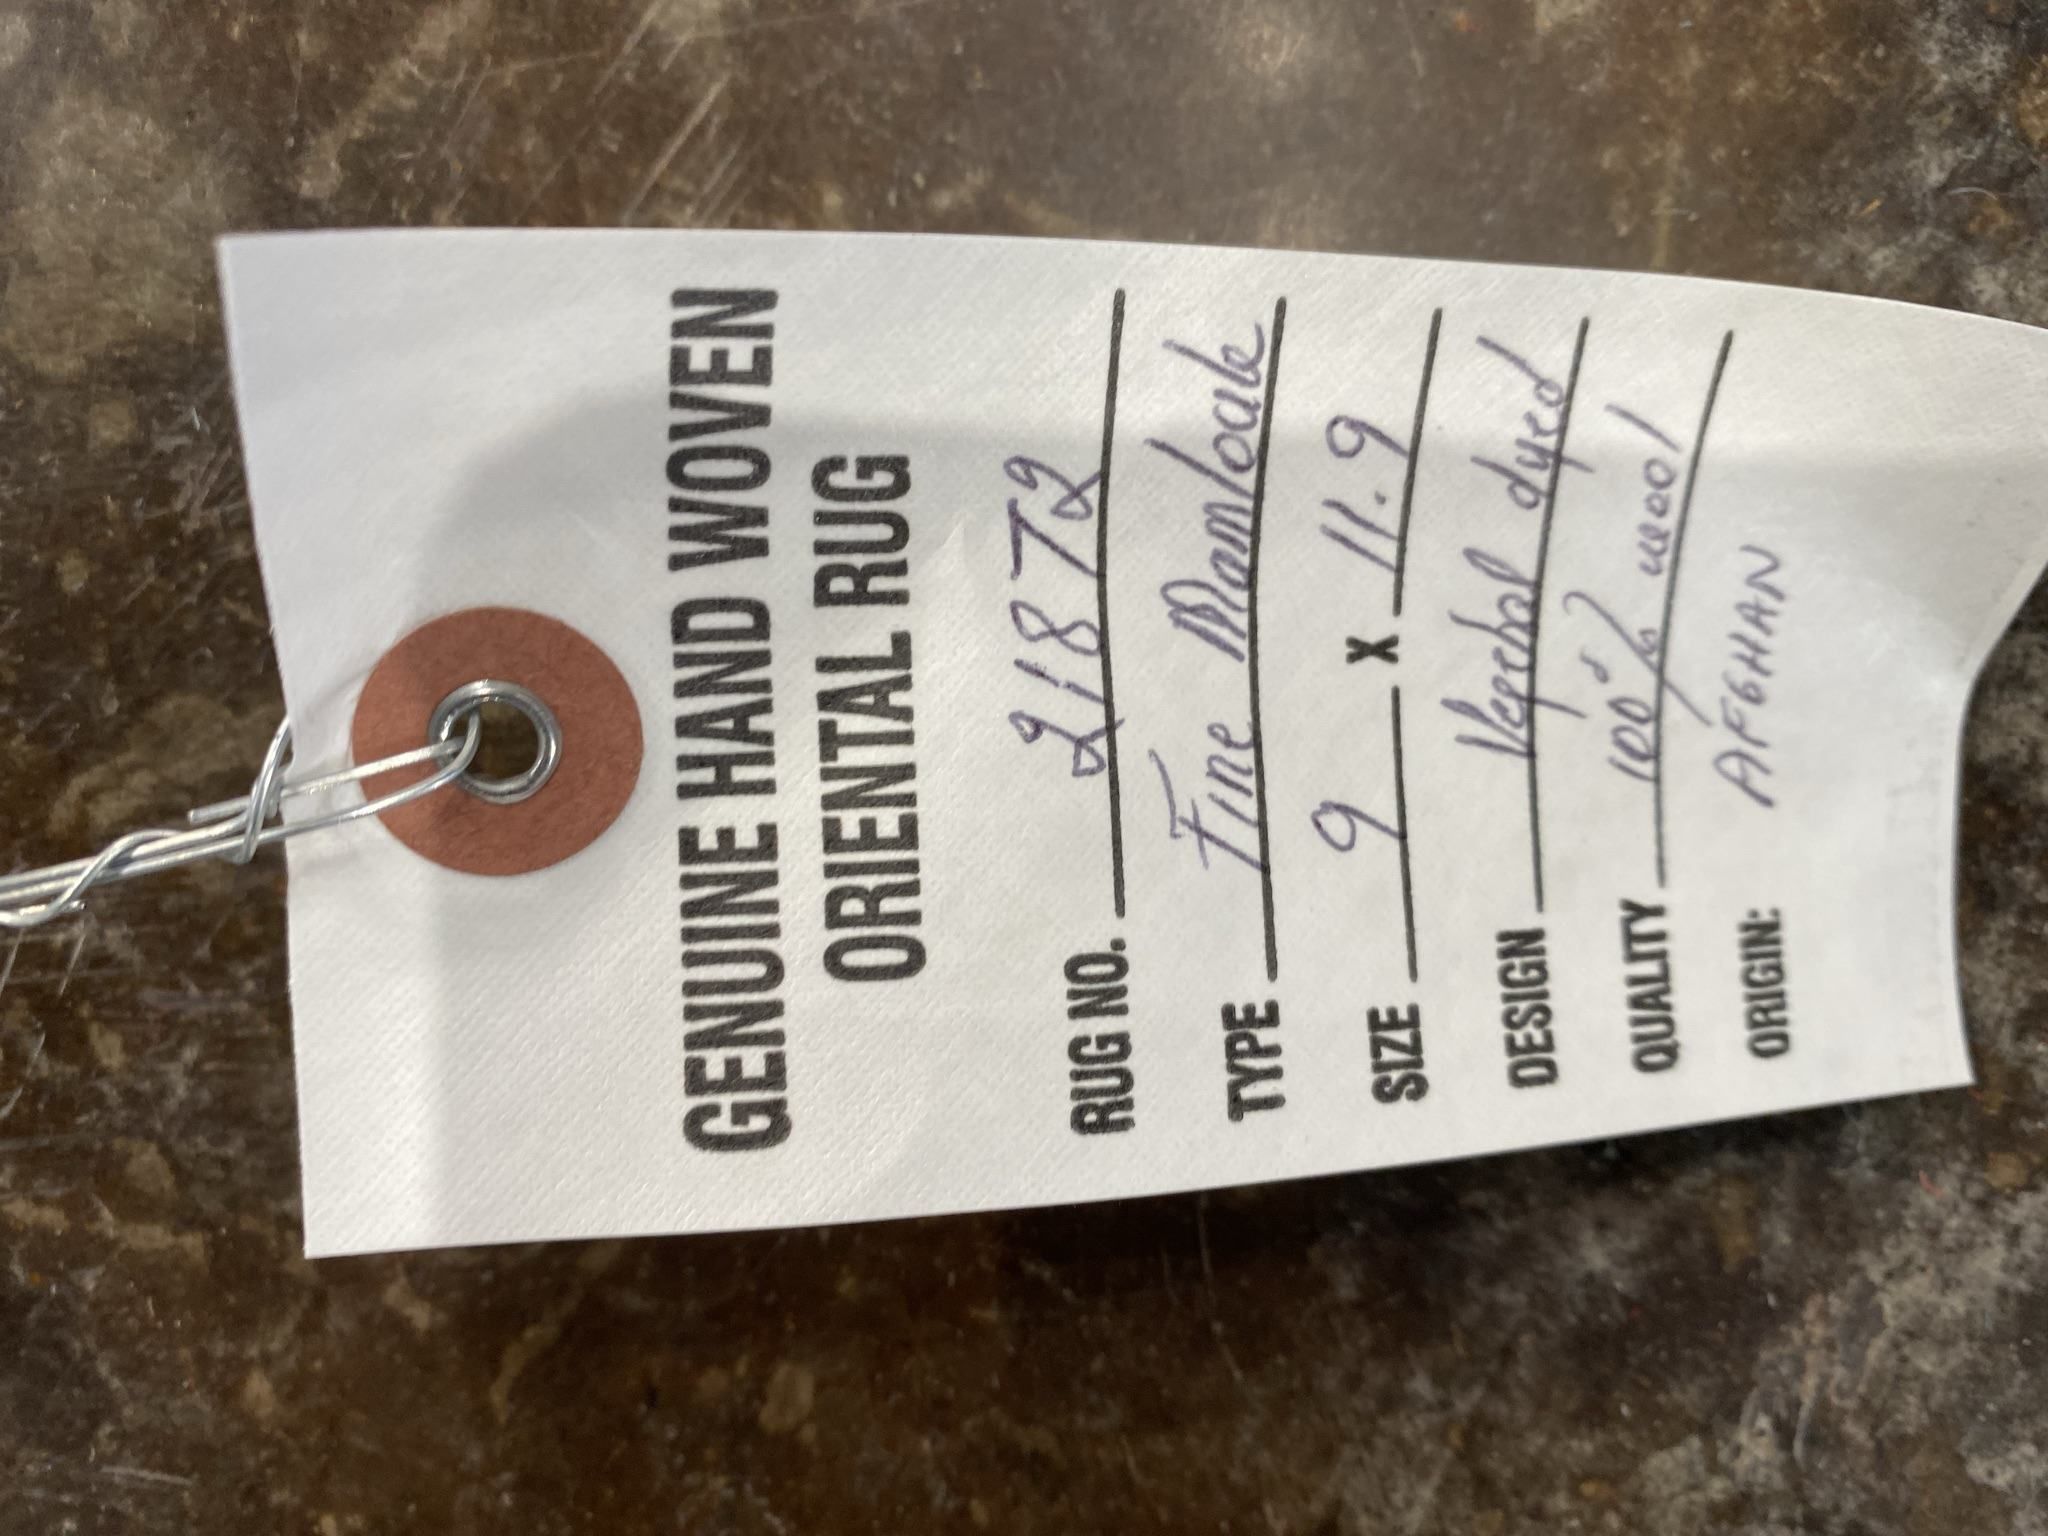 GENUINE HAND WOVEN
ORIENTAL RUG
RUG NO. 21872
TYPE Fine Mamlouk
SIZE 9 X 11.9
DESIGN Vegetal dyed
QUALITY 100% wool
ORIGIN: AFGHAN